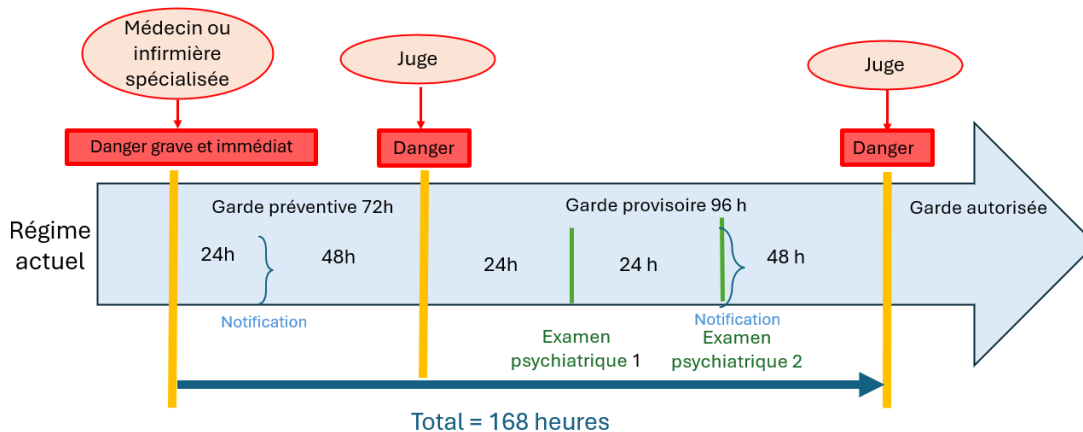 Médecin ou
infirmière
spécialisée
Juge
Juge
Danger grave et immédiat
Danger
Danger
Régime
actuel
Garde préventive 72h
Garde provisoire 96 h
Garde autorisée
24h
48h
24h
24 h
48 h
Notification
Notification
Examen
psychiatrique 1
Examen
psychiatrique 2
Total = 168 heures